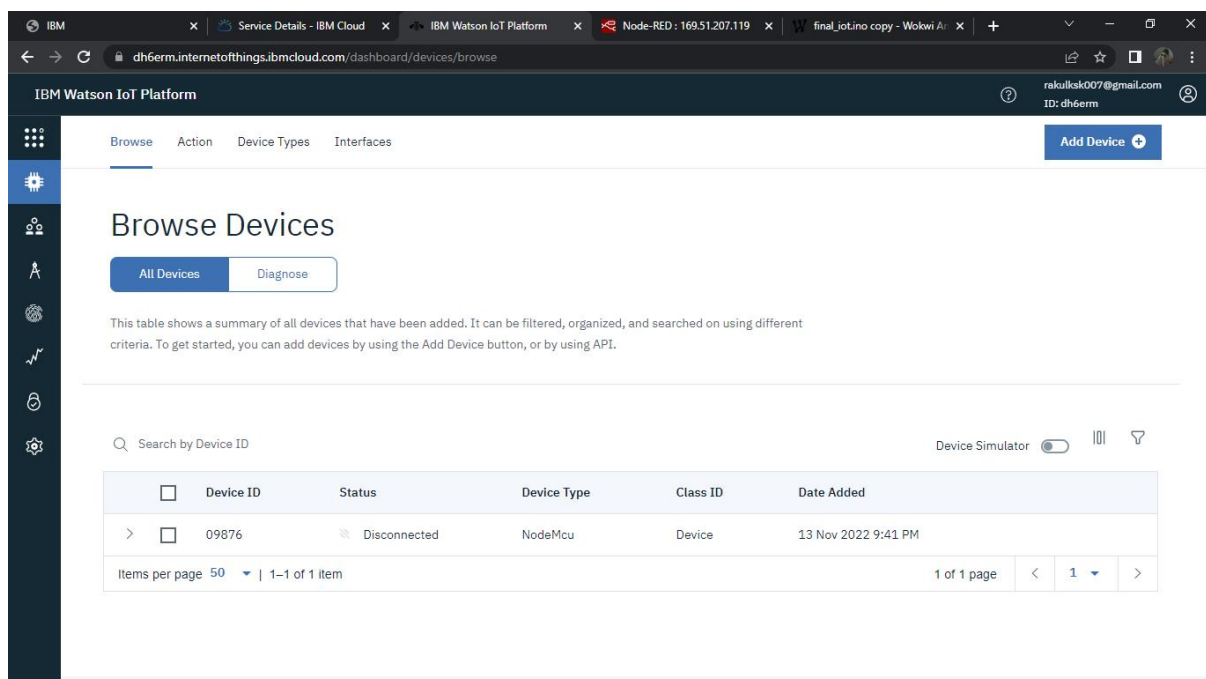 IBM
Service Details - IBM Cloud
IBM Watson IoT Platform
Node-RED : 169.51.207.119
final_iot.ino copy - Wokwi Ar
dh6erm.internetofthings.ibmcloud.com/dashboard/devices/browse
IBM Watson IoT Platform
rakulksk007@gmail.com
ID: dh6erm
Browse Action Device Types Interfaces
Add Device
Browse Devices
All Devices Diagnose
This table shows a summary of all devices that have been added. It can be filtered, organized, and searched on using different
criteria. To get started, you can add devices by using the Add Device button, or by using API.
Search by Device ID
Device Simulator
Device ID Status Device Type Class ID Date Added
09876 Disconnected NodeMcu Device 13 Nov 2022 9:41 PM
Items per page 50 | 1–1 of 1 item
1 of 1 page < 1 >